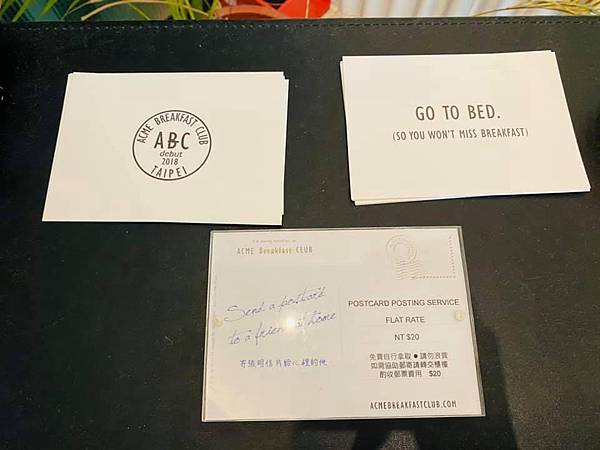 ACME BREAKFAST CLUB
ABC
debut
2018
TAIPEI
GO TO BED.
(SO YOU WON'T MISS BREAKFAST)
ACME Breakfast CLUB
Send a postcard
to a friend at home
寄張明信片給心裡的他
POSTCARD POSTING SERVICE
FLAT RATE
NT $20
免費自行拿取 ● 請勿浪費
如需協助郵寄請轉交櫃檯
酌收郵票費用 $20
ACMEBREAKFASTCLUB.COM